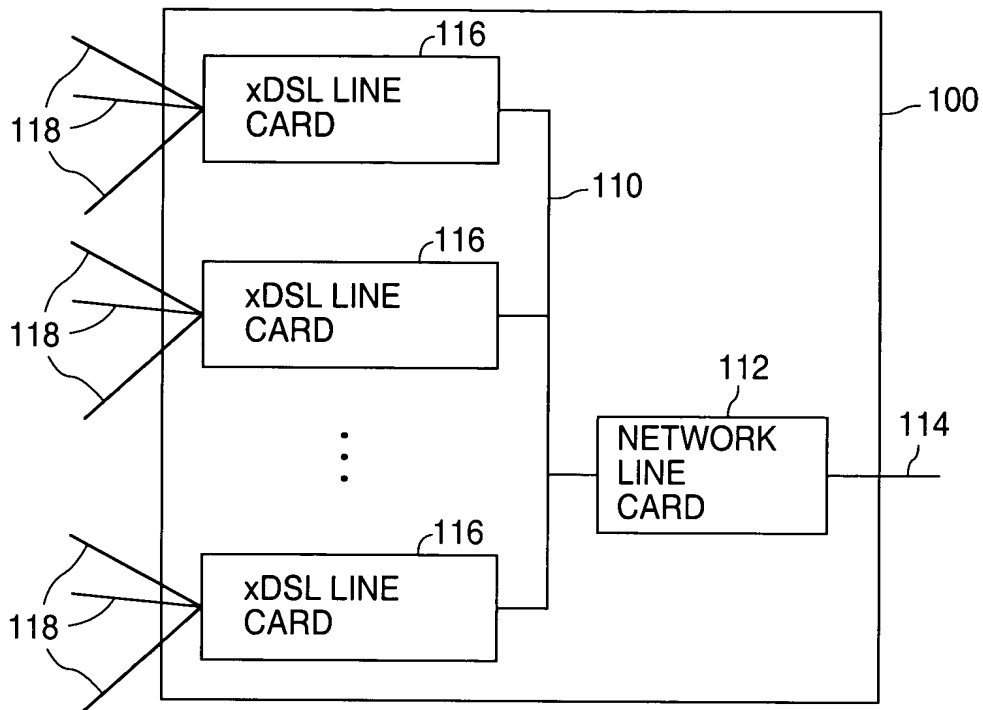 116
xDSL LINE
CARD
100
118
110
116
xDSL LINE
CARD
118
112
NETWORK
LINE
CARD
114
116
xDSL LINE
CARD
118